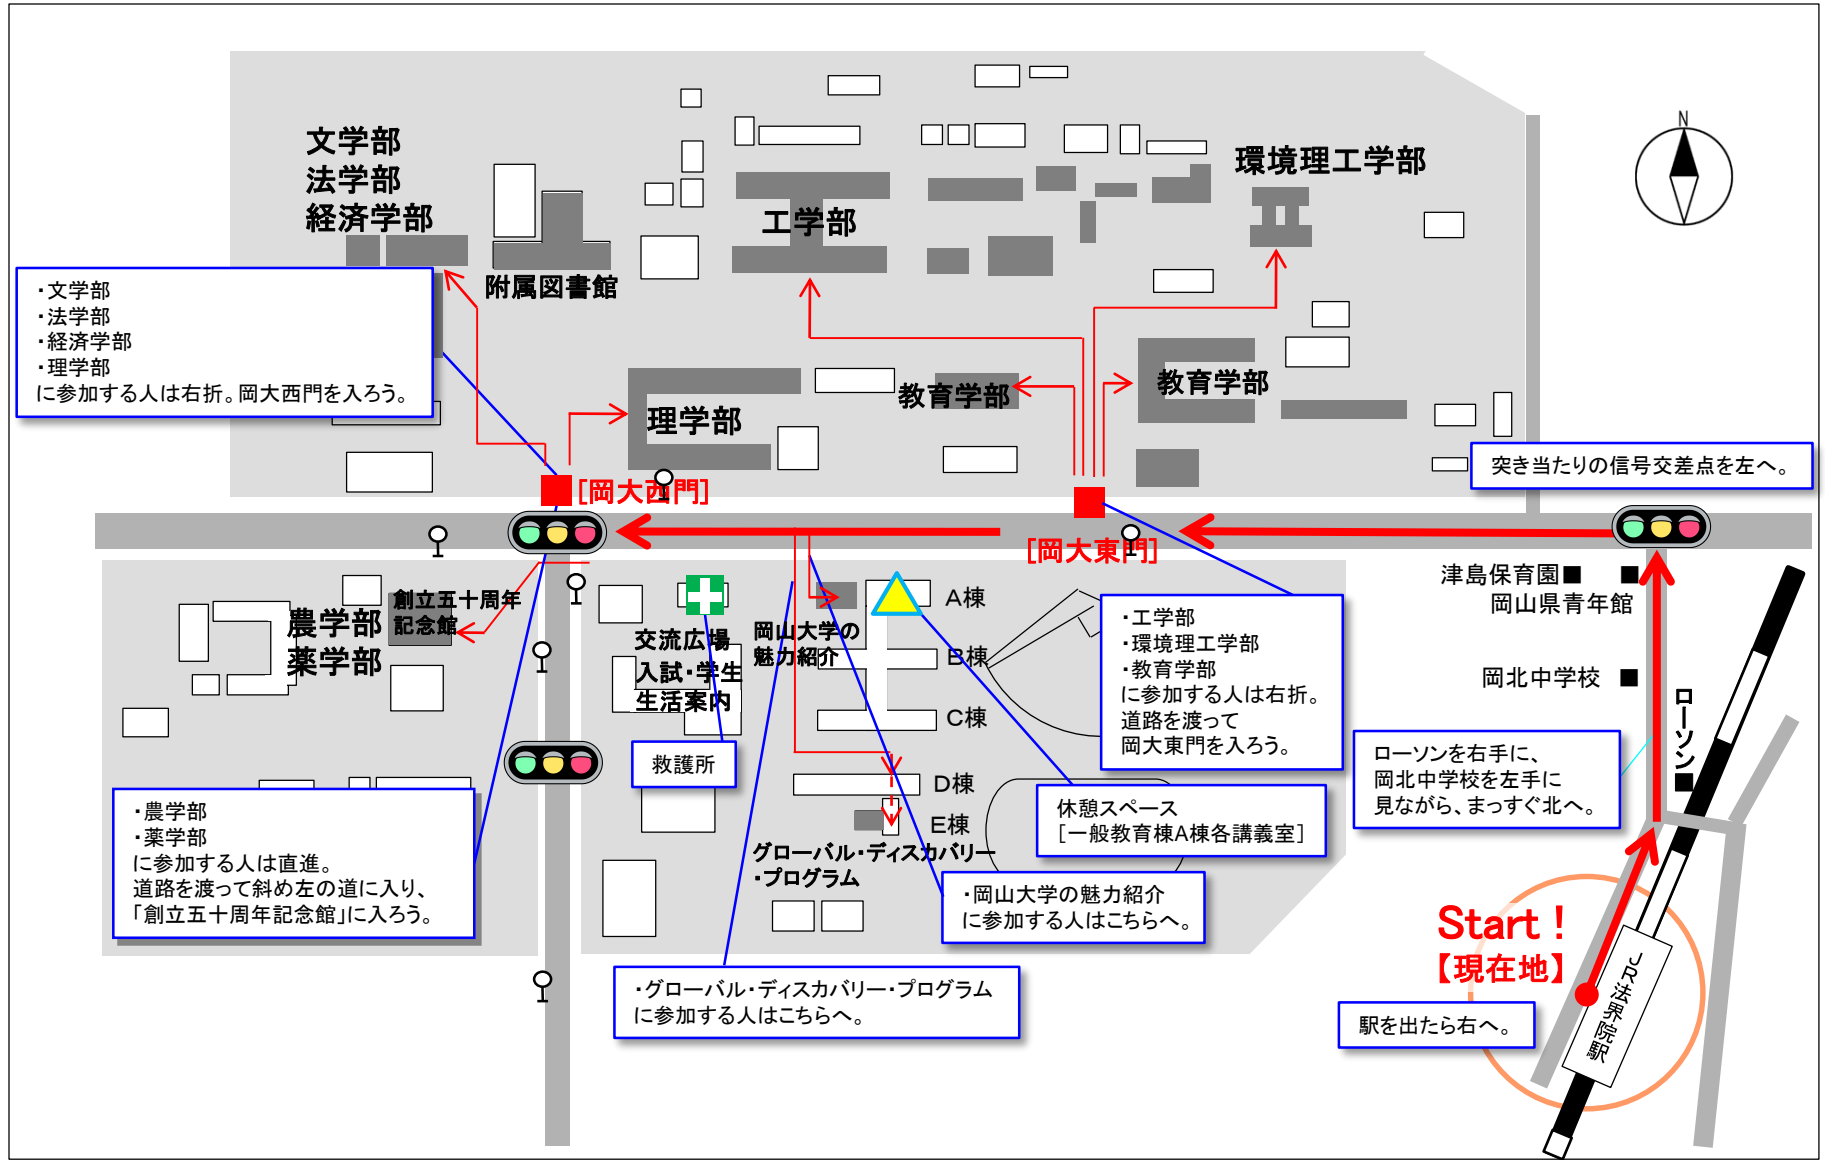 N
文学部
法学部
経済学部
附属図書館
工学部
環境理工学部
・文学部
・法学部
・経済学部
・理学部
に参加する人は右折。岡大西門を入ろう。
理学部
教育学部
教育学部
突き当たりの信号交差点を左へ。
[岡大西門]
[岡大東門]
津島保育園■
■
岡山県青年館
岡北中学校 ■
ローソン■
創立五十周年
記念館
農学部
薬学部
交流広場
入試・学生
生活案内
岡山大学の
魅力紹介
A棟
B棟
C棟
D棟
E棟
グローバル・ディスカバリー
・プログラム
・工学部
・環境理工学部
・教育学部
に参加する人は右折。
道路を渡って
岡大東門を入ろう。
ローソンを右手に、
岡北中学校を左手に
見ながら、まっすぐ北へ。
救護所
休憩スペース
[一般教育棟A棟各講義室]
・農学部
・薬学部
に参加する人は直進。
道路を渡って斜め左の道に入り、
「創立五十周年記念館」に入ろう。
・岡山大学の魅力紹介
に参加する人はこちらへ。
・グローバル・ディスカバリー・プログラム
に参加する人はこちらへ。
Start！
【現在地】
駅を出たら右へ。
JR法界院駅